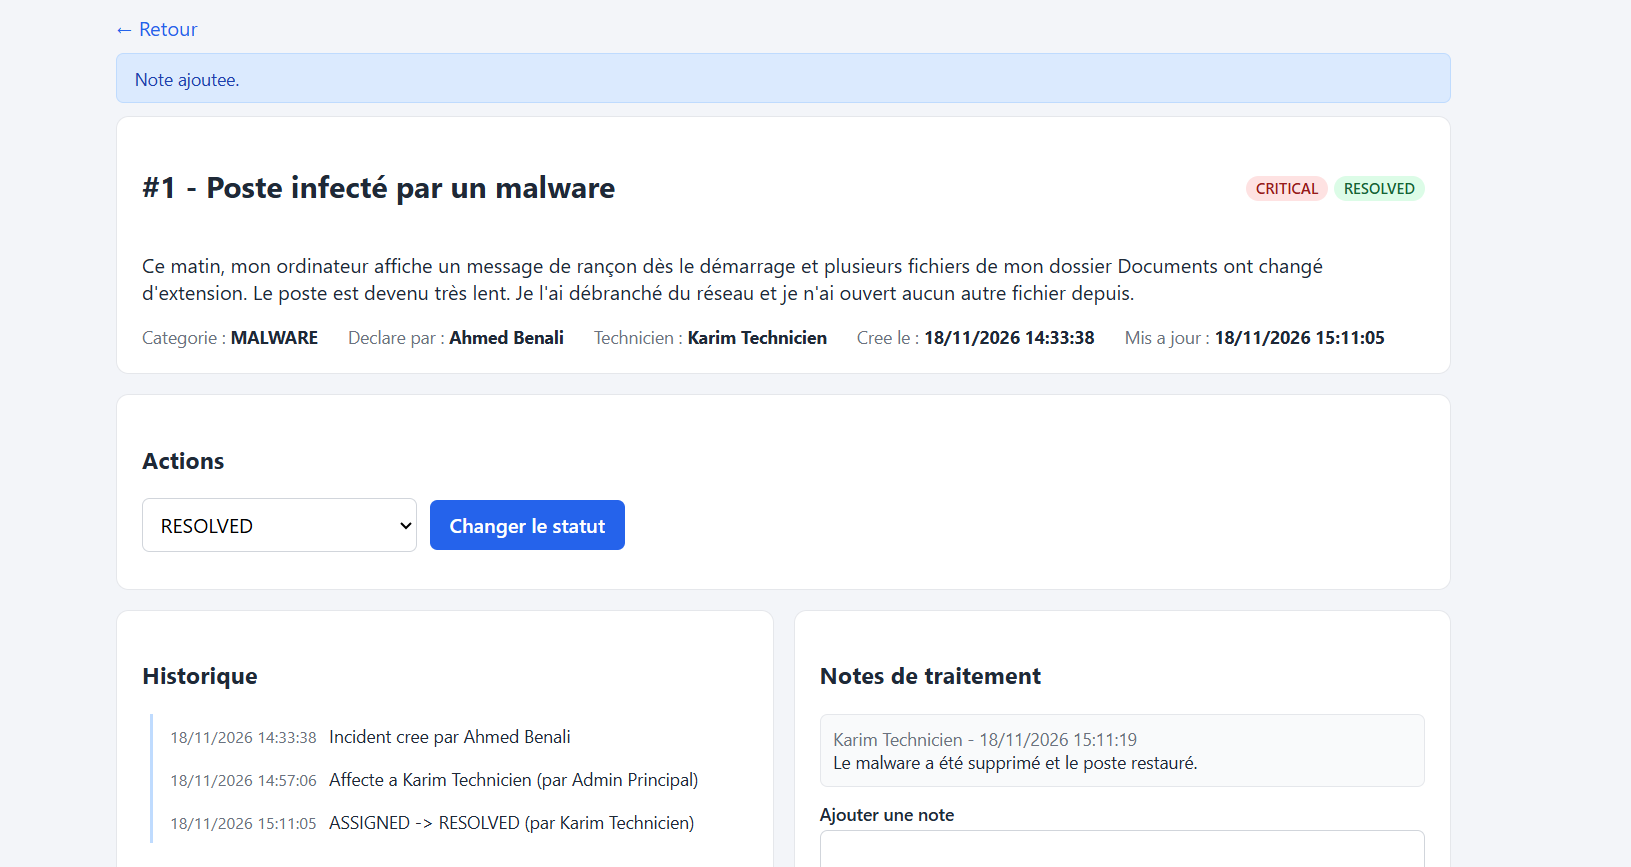 ← Retour
Note ajoutee.
#1 - Poste infecté par un malware
CRITICAL RESOLVED
Ce matin, mon ordinateur affiche un message de rançon dès le démarrage et plusieurs fichiers de mon dossier Documents ont changé
d'extension. Le poste est devenu très lent. Je l'ai débranché du réseau et je n'ai ouvert aucun autre fichier depuis.
Categorie : MALWARE Declare par : Ahmed Benali Technicien : Karim Technicien Cree le : 18/11/2026 14:33:38 Mis a jour : 18/11/2026 15:11:05
Actions
RESOLVED
Changer le statut
Historique
18/11/2026 14:33:38 Incident cree par Ahmed Benali
18/11/2026 14:57:06 Affecte a Karim Technicien (par Admin Principal)
18/11/2026 15:11:05 ASSIGNED -> RESOLVED (par Karim Technicien)
Notes de traitement
Karim Technicien - 18/11/2026 15:11:19
Le malware a été supprimé et le poste restauré.
Ajouter une note